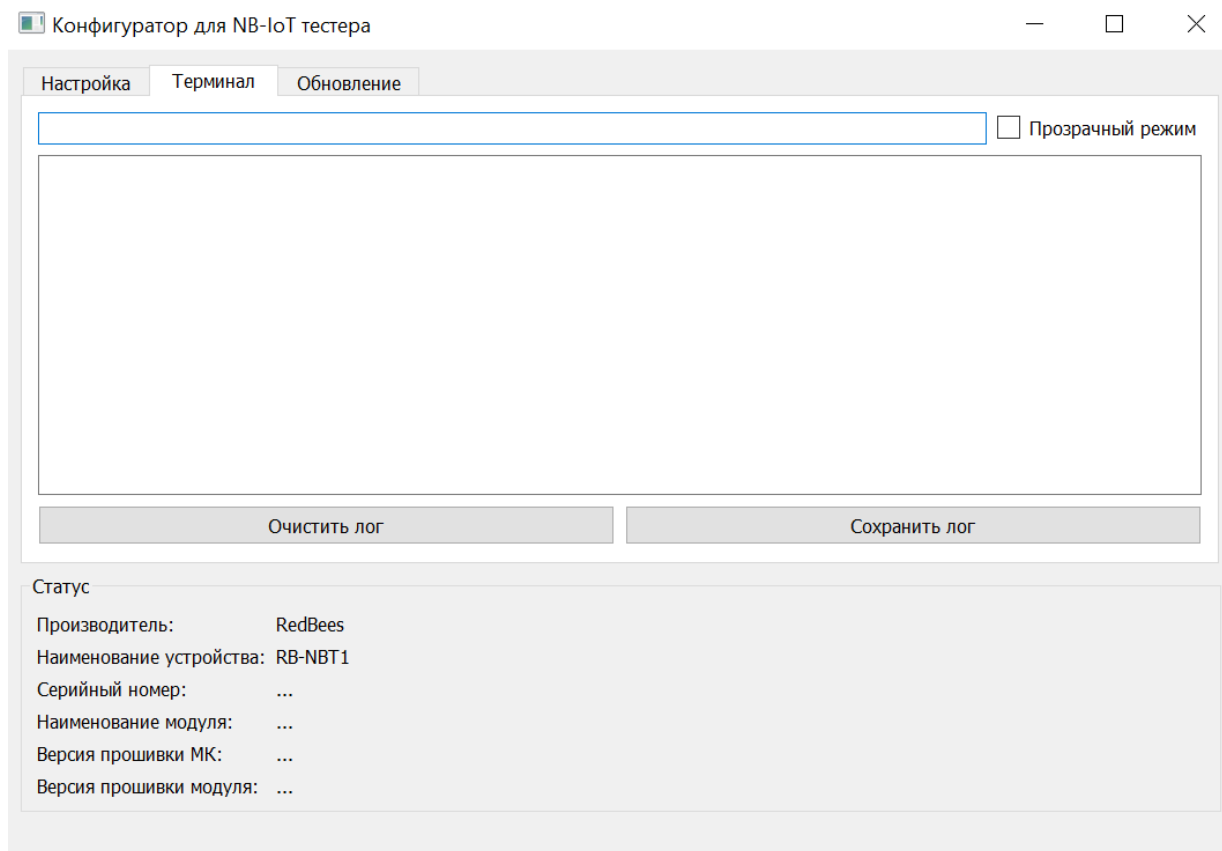 Конфигуратор для NB-IoT тестера
Настройка Терминал Обновление
Прозрачный режим
Очистить лог Сохранить лог
Статус
Производитель: RedBees
Наименование устройства: RB-NBT1
Серийный номер: ...
Наименование модуля: ...
Версия прошивки МК: ...
Версия прошивки модуля: ...